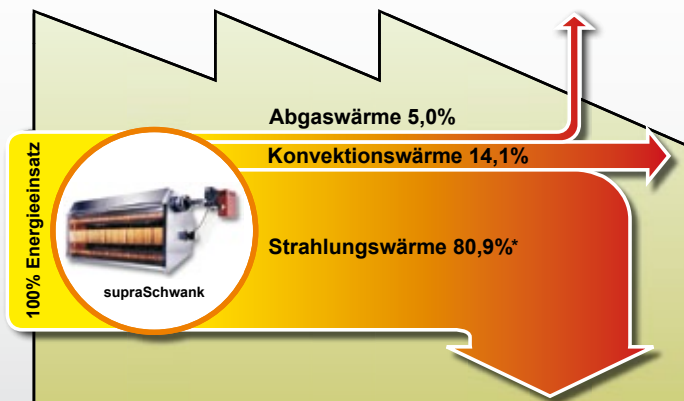 Abgaswärme 5,0%
Konvektionswärme 14,1%
100% Energieeinsatz
Strahlungswärme 80,9%*
supraSchwank